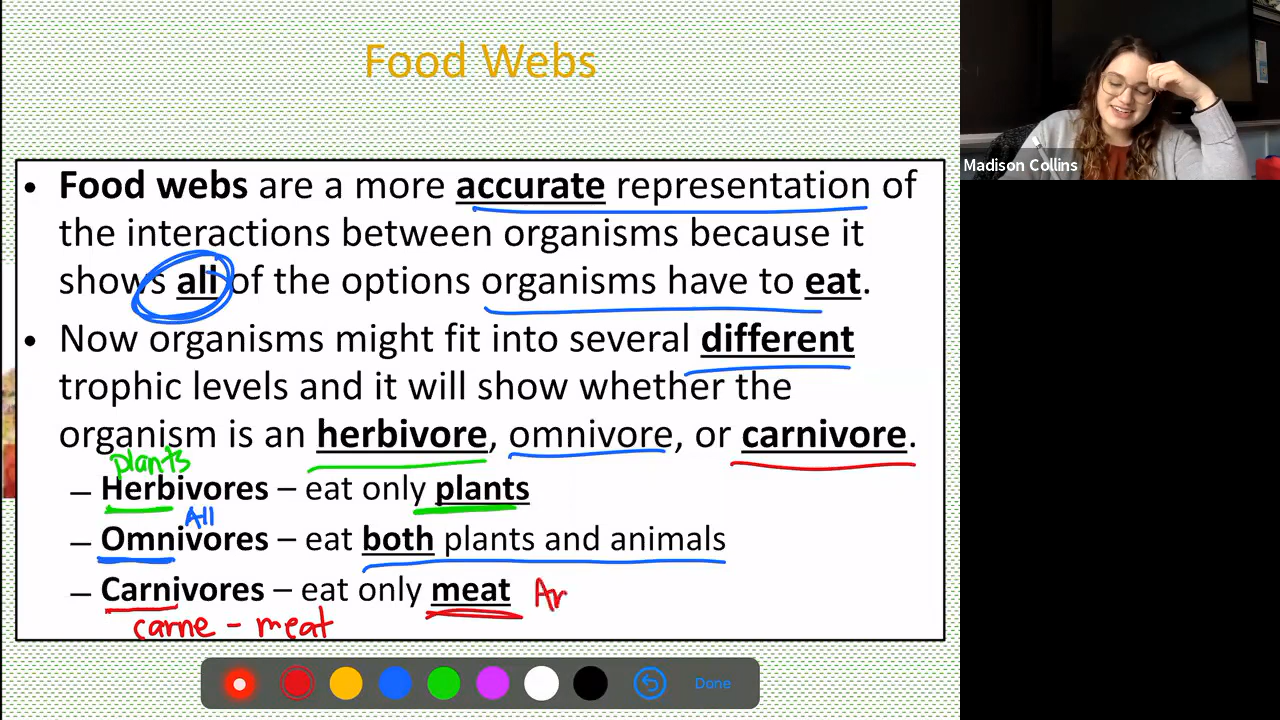 Food Webs
Madison Collins
• Food webs are a more accurate representation of
the interactions between organisms because it
shows all of the options organisms have to eat.
• Now organisms might fit into several different
trophic levels and it will show whether the
organism is an herbivore, omnivore, or carnivore.
plants
– Herbivores – eat only plants
All
– Omnivores – eat both plants and animals
– Carnivores – eat only meat An
carne - meat
Done